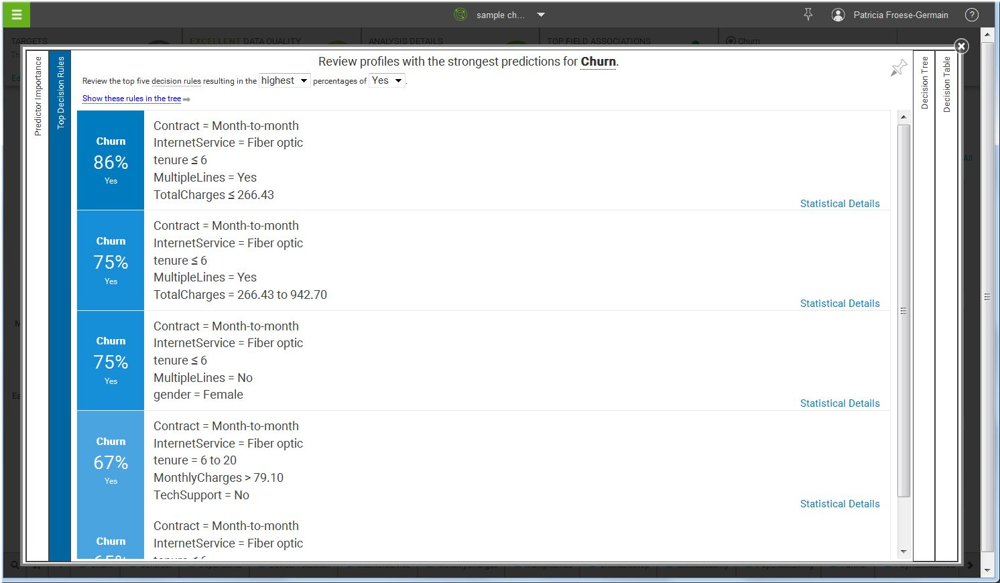 sample ch...
Patricia Froese-Germain
?
TARGETS
EXCELLENT DATA QUALITY
ANALYSIS DETAILS
TOP FIELD ASSOCIATIONS
Churn
Predictor Importance
Top Decision Rules
Review profiles with the strongest predictions for Churn.
Review the top five decision rules resulting in the highest percentages of Yes.
Show these rules in the tree
Churn
86%
Yes
Contract = Month-to-month
InternetService = Fiber optic
tenure ≤ 6
MultipleLines = Yes
TotalCharges ≤ 266.43
Statistical Details
Churn
75%
Yes
Contract = Month-to-month
InternetService = Fiber optic
tenure ≤ 6
MultipleLines = Yes
TotalCharges = 266.43 to 942.70
Statistical Details
Churn
75%
Yes
Contract = Month-to-month
InternetService = Fiber optic
tenure ≤ 6
MultipleLines = No
gender = Female
Statistical Details
Churn
67%
Yes
Contract = Month-to-month
InternetService = Fiber optic
tenure = 6 to 20
MonthlyCharges > 79.10
TechSupport = No
Statistical Details
Churn
Contract = Month-to-month
InternetService = Fiber optic
Decision Tree
Decision Table
All